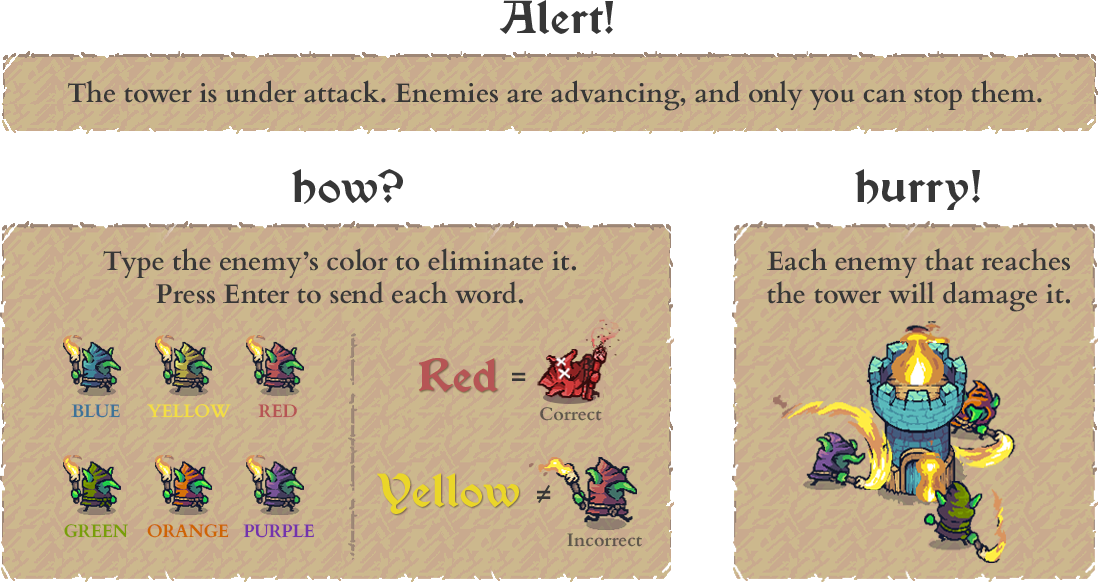 Alert!
The tower is under attack. Enemies are advancing, and only you can stop them.
how?
Type the enemy's color to eliminate it.
Press Enter to send each word.
BLUE YELLOW RED
GREEN ORANGE PURPLE
Red =
Correct
Yellow ≠
Incorrect
hurry!
Each enemy that reaches
the tower will damage it.